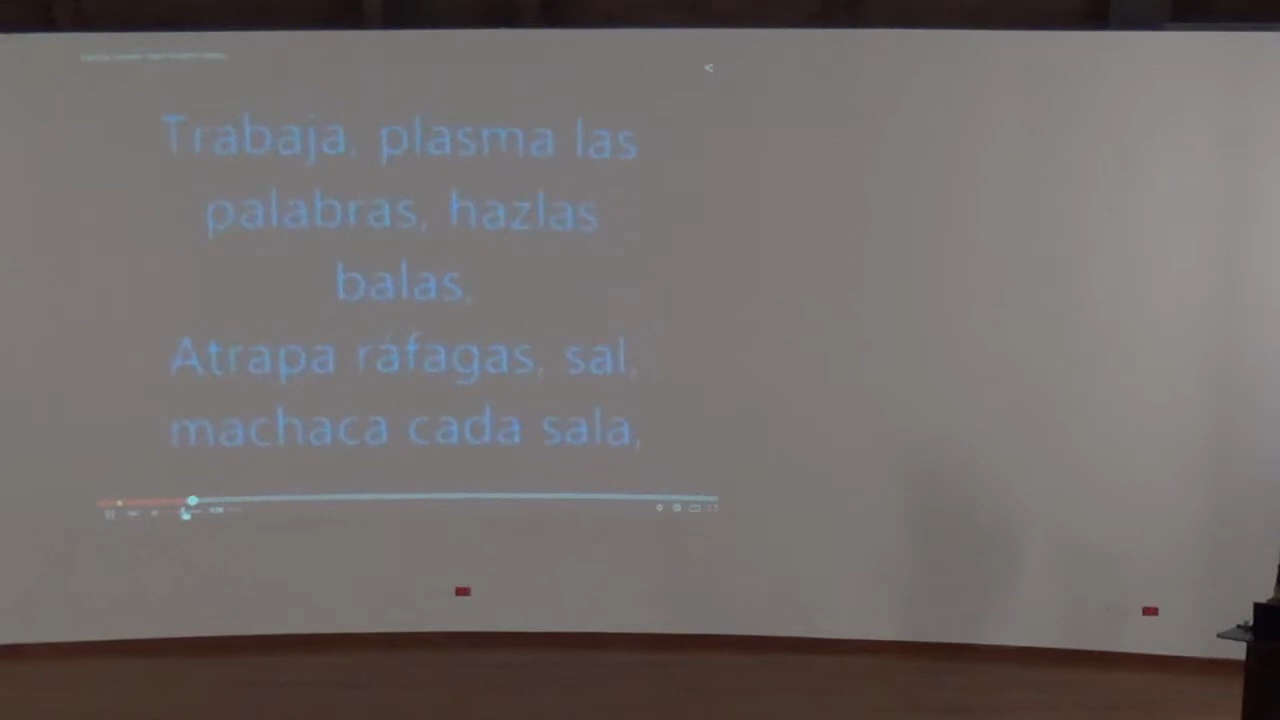 Trabaja, plasma las
palabras, hazlas
balas.
Atrapa ráfagas, sal,
machaca cada sala,